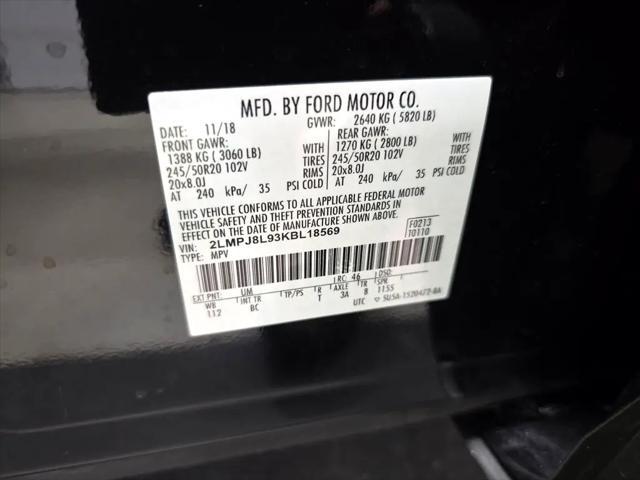 MFD. BY FORD MOTOR CO.
DATE: 11/18 GVWR: 2640 KG ( 5820 LB)
FRONT GAWR: REAR GAWR:
1388 KG ( 3060 LB) 1270 KG ( 2800 LB)
245/50R20 102V TIRES 245/50R20 102V TIRES
20x8.0J RIMS 20x8.0J RIMS
AT 240 kPa/ 35 PSI COLD AT 240 kPa/ 35 PSI COLD
THIS VEHICLE CONFORMS TO ALL APPLICABLE FEDERAL MOTOR
VEHICLE SAFETY AND BUMPER STANDARDS IN
EFFECT ON THE DATE OF MANUFACTURE SHOWN ABOVE.
VIN: 2LMPJ8L93KBL18569 F0213
TYPE: MPV T0110
EXT PNT: UM RC: 46 DSO:
WB INT TR TP/PS R AXLE TR SPR
112 BC T 3A 8 1155
UTC 5U5A-1520472-BA